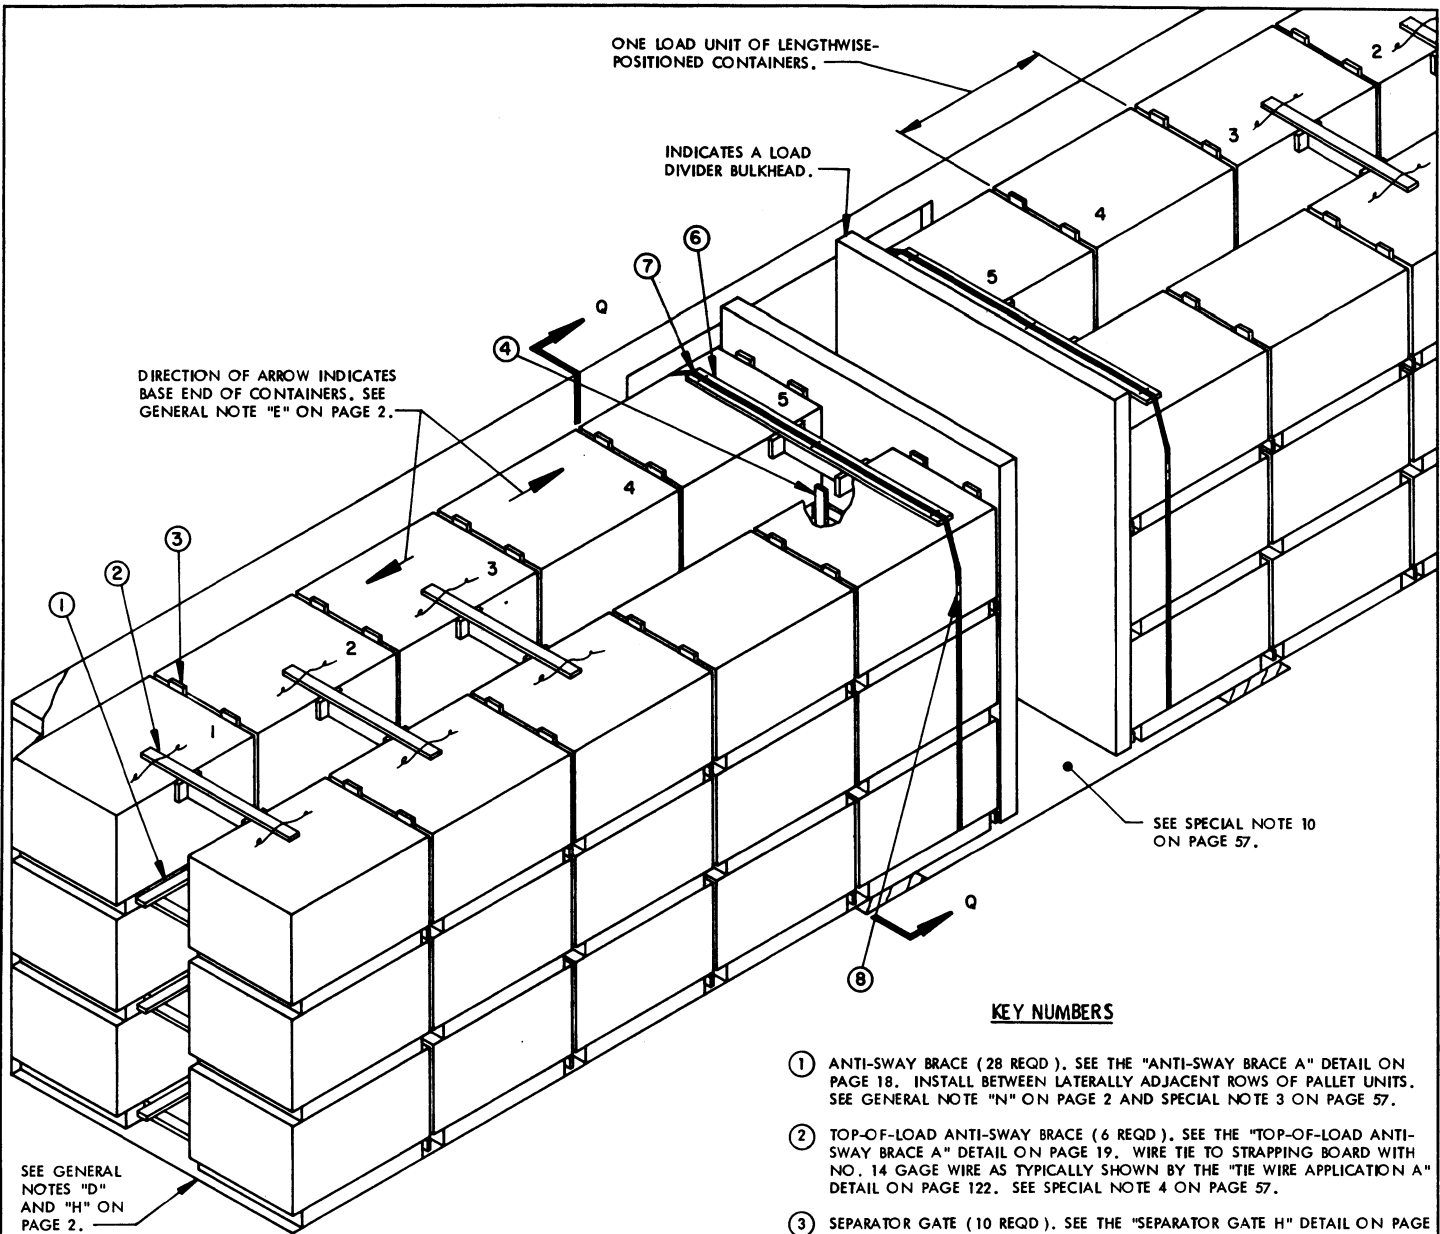 ONE LOAD UNIT OF LENGTHWISE-
POSITIONED CONTAINERS.
INDICATES A LOAD
DIVIDER BULKHEAD.
2
3
4
5
6
7
Q
4
DIRECTION OF ARROW INDICATES
BASE END OF CONTAINERS. SEE
GENERAL NOTE "E" ON PAGE 2.
5
4
3
3
2
2
1
1
SEE SPECIAL NOTE 10
ON PAGE 57.
Q
8
SEE GENERAL
NOTES "D"
AND "H" ON
PAGE 2.
KEY NUMBERS
1 ANTI-SWAY BRACE (28 REQD). SEE THE "ANTI-SWAY BRACE A" DETAIL ON
PAGE 18. INSTALL BETWEEN LATERALLY ADJACENT ROWS OF PALLET UNITS.
SEE GENERAL NOTE "N" ON PAGE 2 AND SPECIAL NOTE 3 ON PAGE 57.
2 TOP-OF-LOAD ANTI-SWAY BRACE (6 REQD). SEE THE "TOP-OF-LOAD ANTI-
SWAY BRACE A" DETAIL ON PAGE 19. WIRE TIE TO STRAPPING BOARD WITH
NO. 14 GAGE WIRE AS TYPICALLY SHOWN BY THE "TIE WIRE APPLICATION A"
DETAIL ON PAGE 122. SEE SPECIAL NOTE 4 ON PAGE 57.
3 SEPARATOR GATE (10 REQD). SEE THE "SEPARATOR GATE H" DETAIL ON PAGE